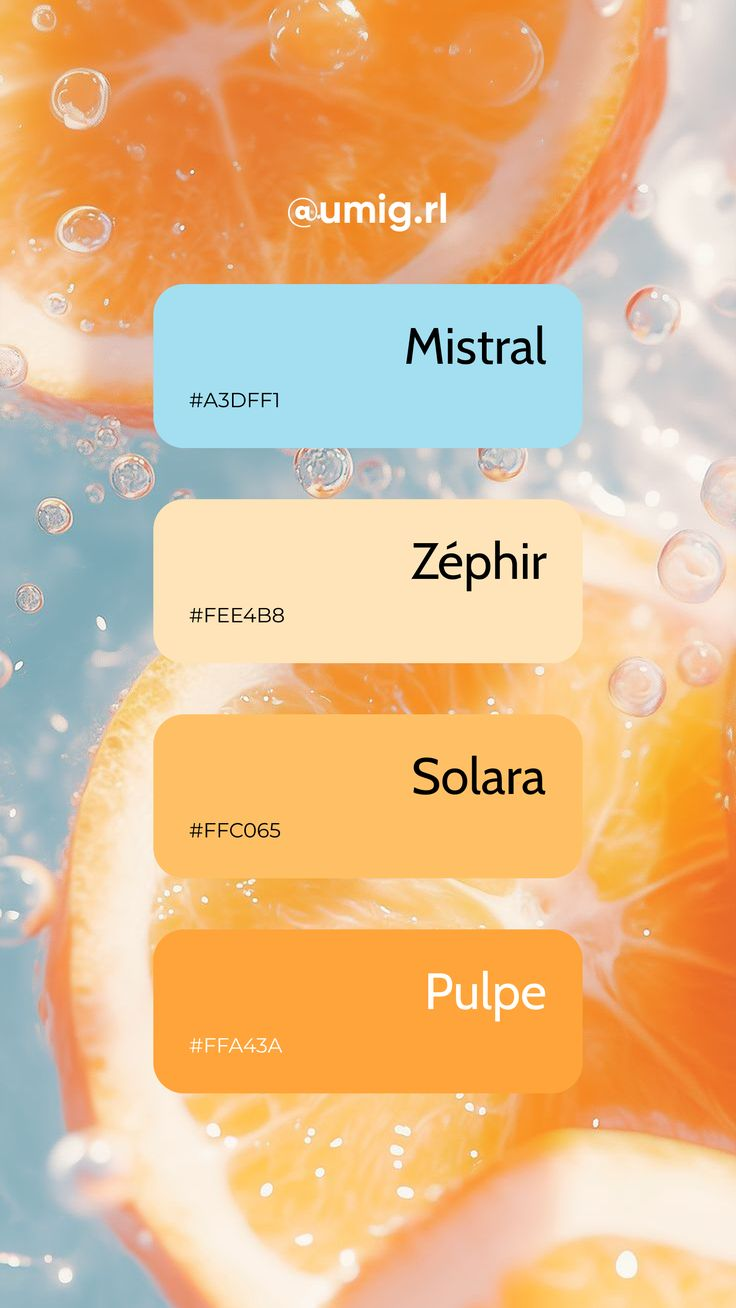 @umig.rl
Mistral
#A3DFF1
Zéphir
#FEE4B8
Solara
#FFC065
Pulpe
#FFA43A